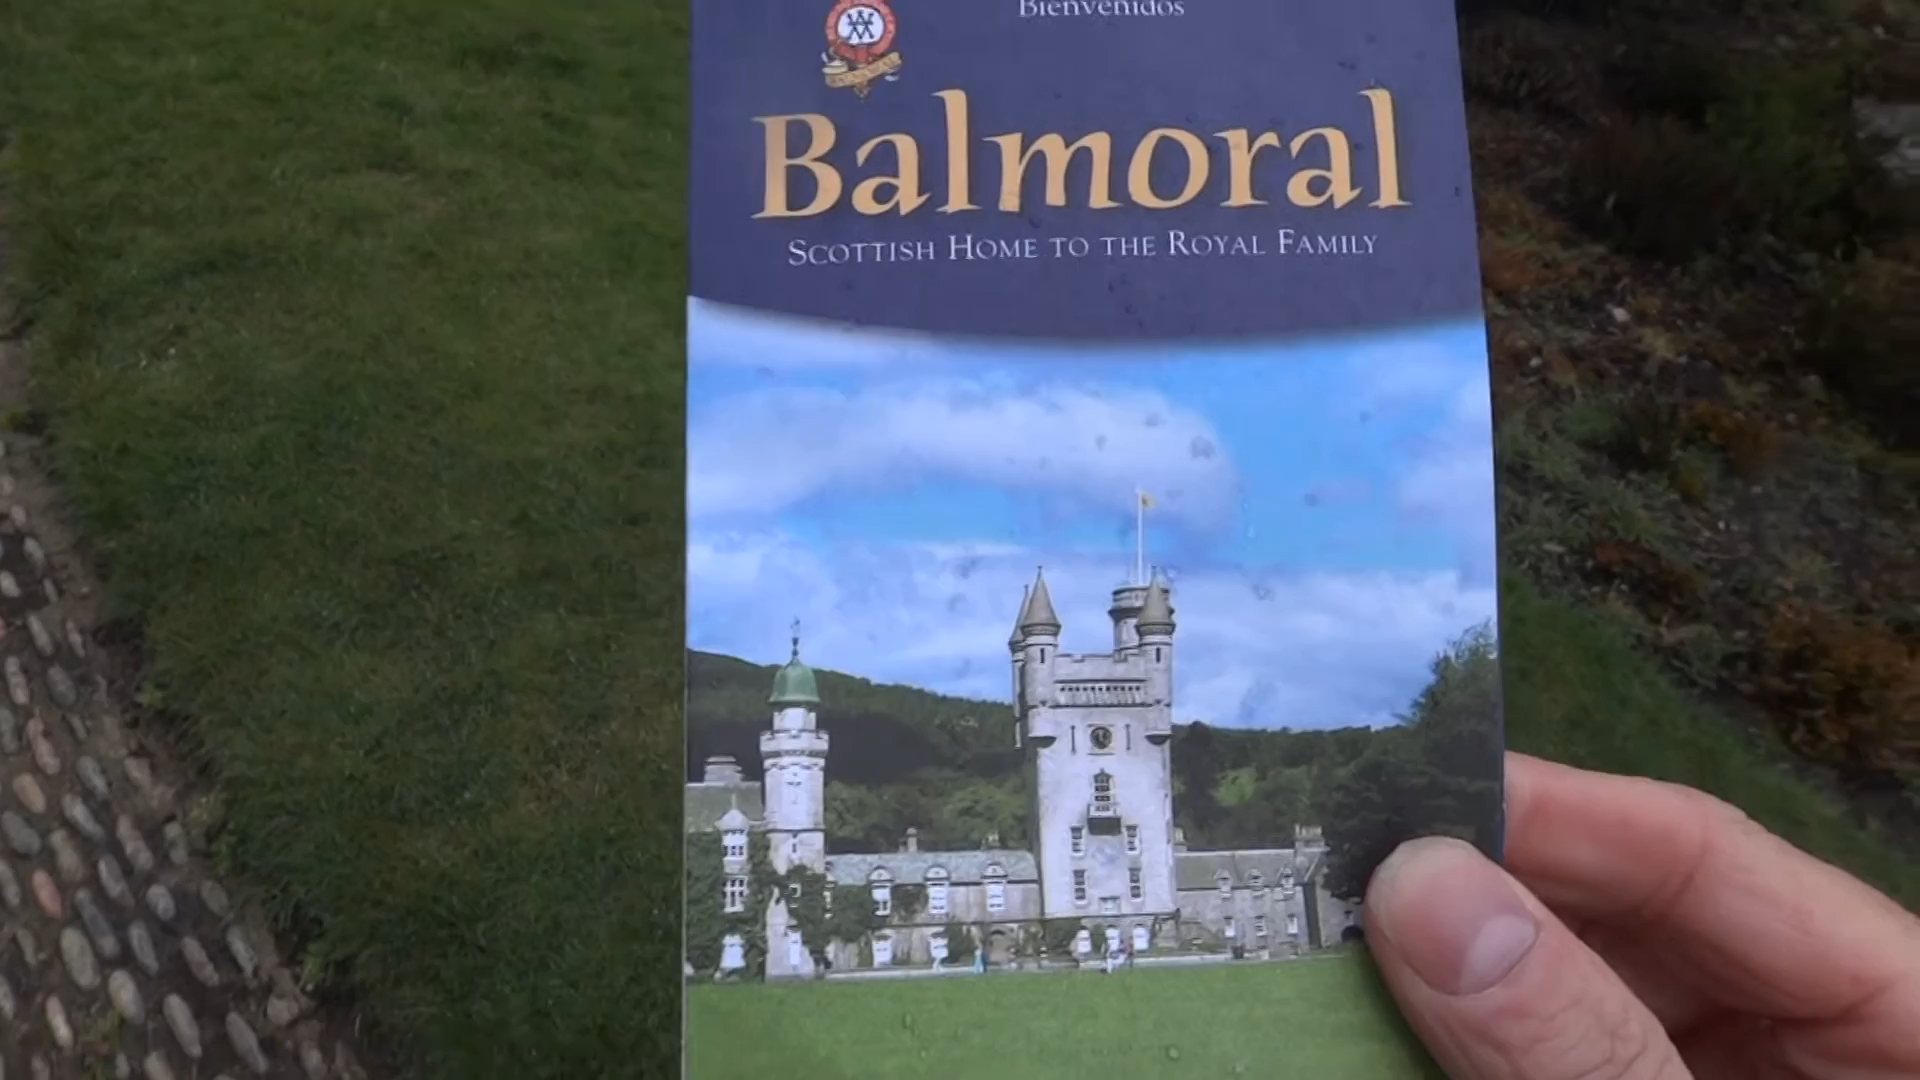 Bienvenidos
Balmoral
Scottish Home to the Royal Family